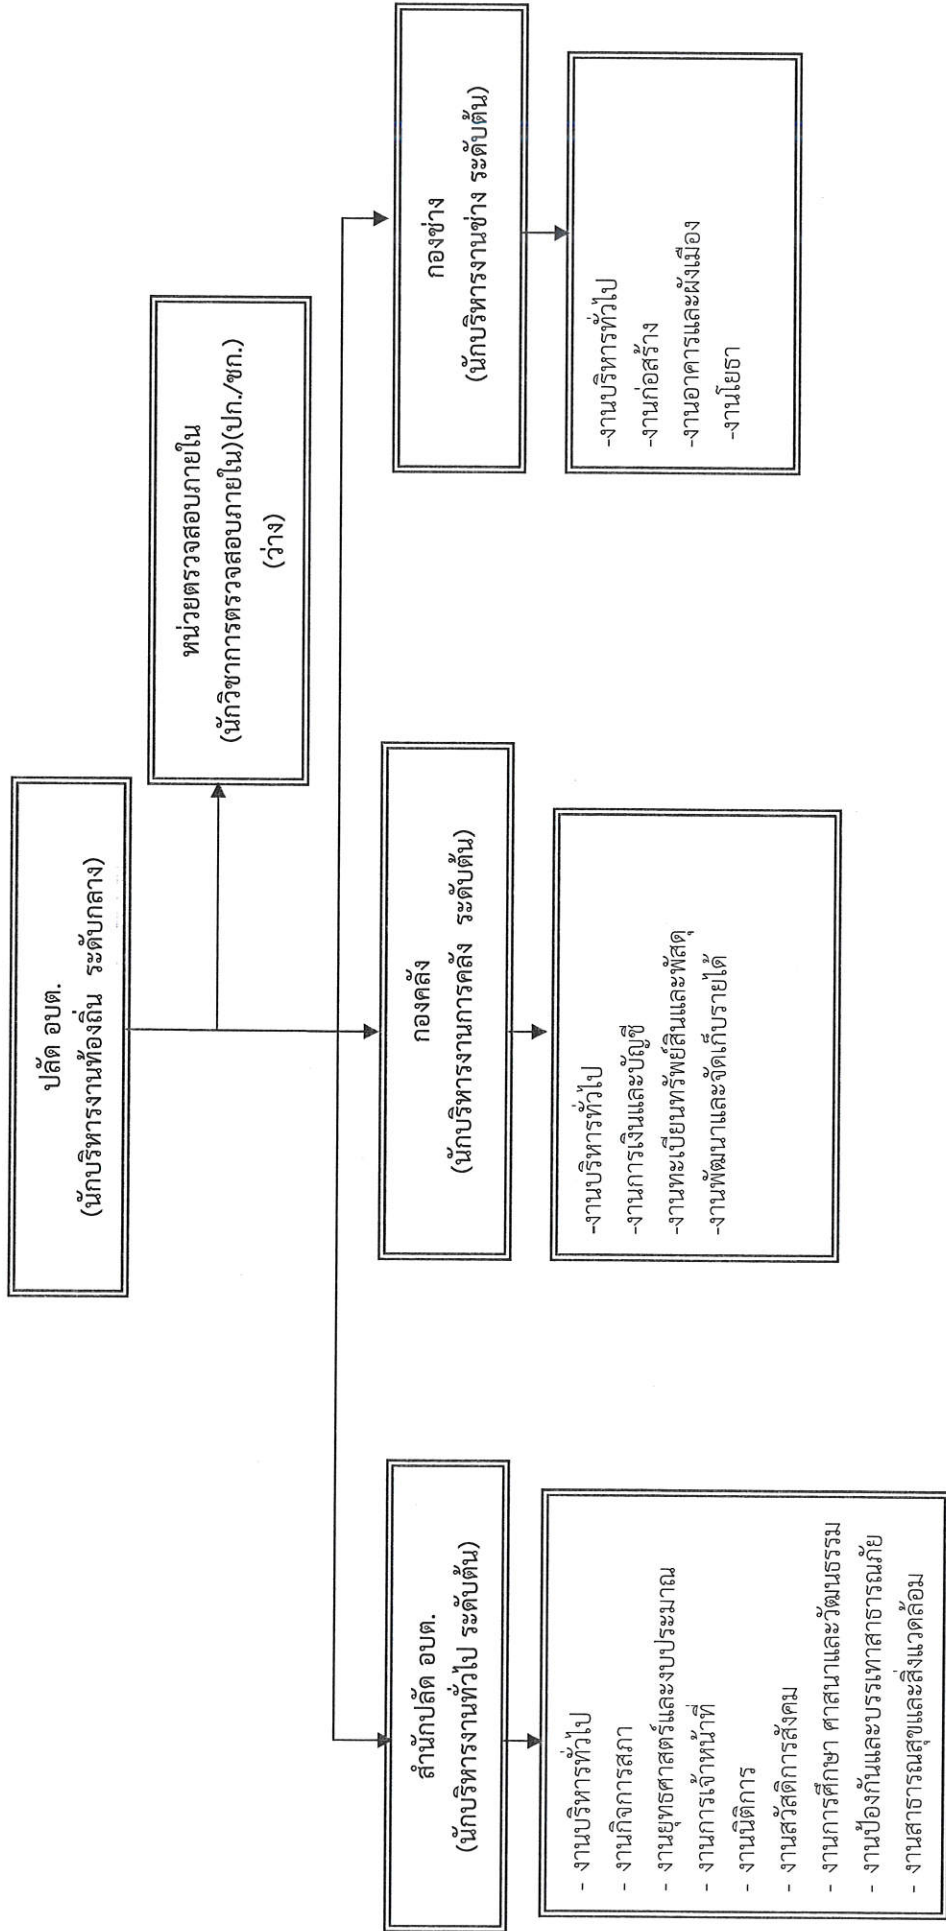 ปลัด อบต.
(นักบริหารงานท้องถิ่น ระดับกลาง)
หน่วยตรวจสอบภายใน
(นักวิชาการตรวจสอบภายใน)(ปก./ชก.)
(ว่าง)
สำนักปลัด อบต.
(นักบริหารงานทั่วไป ระดับต้น)
กองคลัง
(นักบริหารงานการคลัง ระดับต้น)
กองช่าง
(นักบริหารงานช่าง ระดับต้น)
- งานบริหารทั่วไป
- งานกิจการสภา
- งานยุทธศาสตร์และงบประมาณ
- งานการเจ้าหน้าที่
- งานนิติการ
- งานสวัสดิการสังคม
- งานการศึกษา ศาสนาและวัฒนธรรม
- งานป้องกันและบรรเทาสาธารณภัย
- งานสาธารณสุขและสิ่งแวดล้อม
-งานบริหารทั่วไป
-งานการเงินและบัญชี
-งานทะเบียนทรัพย์สินและพัสดุ
-งานพัฒนาและจัดเก็บรายได้
-งานบริหารทั่วไป
-งานก่อสร้าง
-งานอาคารและผังเมือง
-งานโยธา